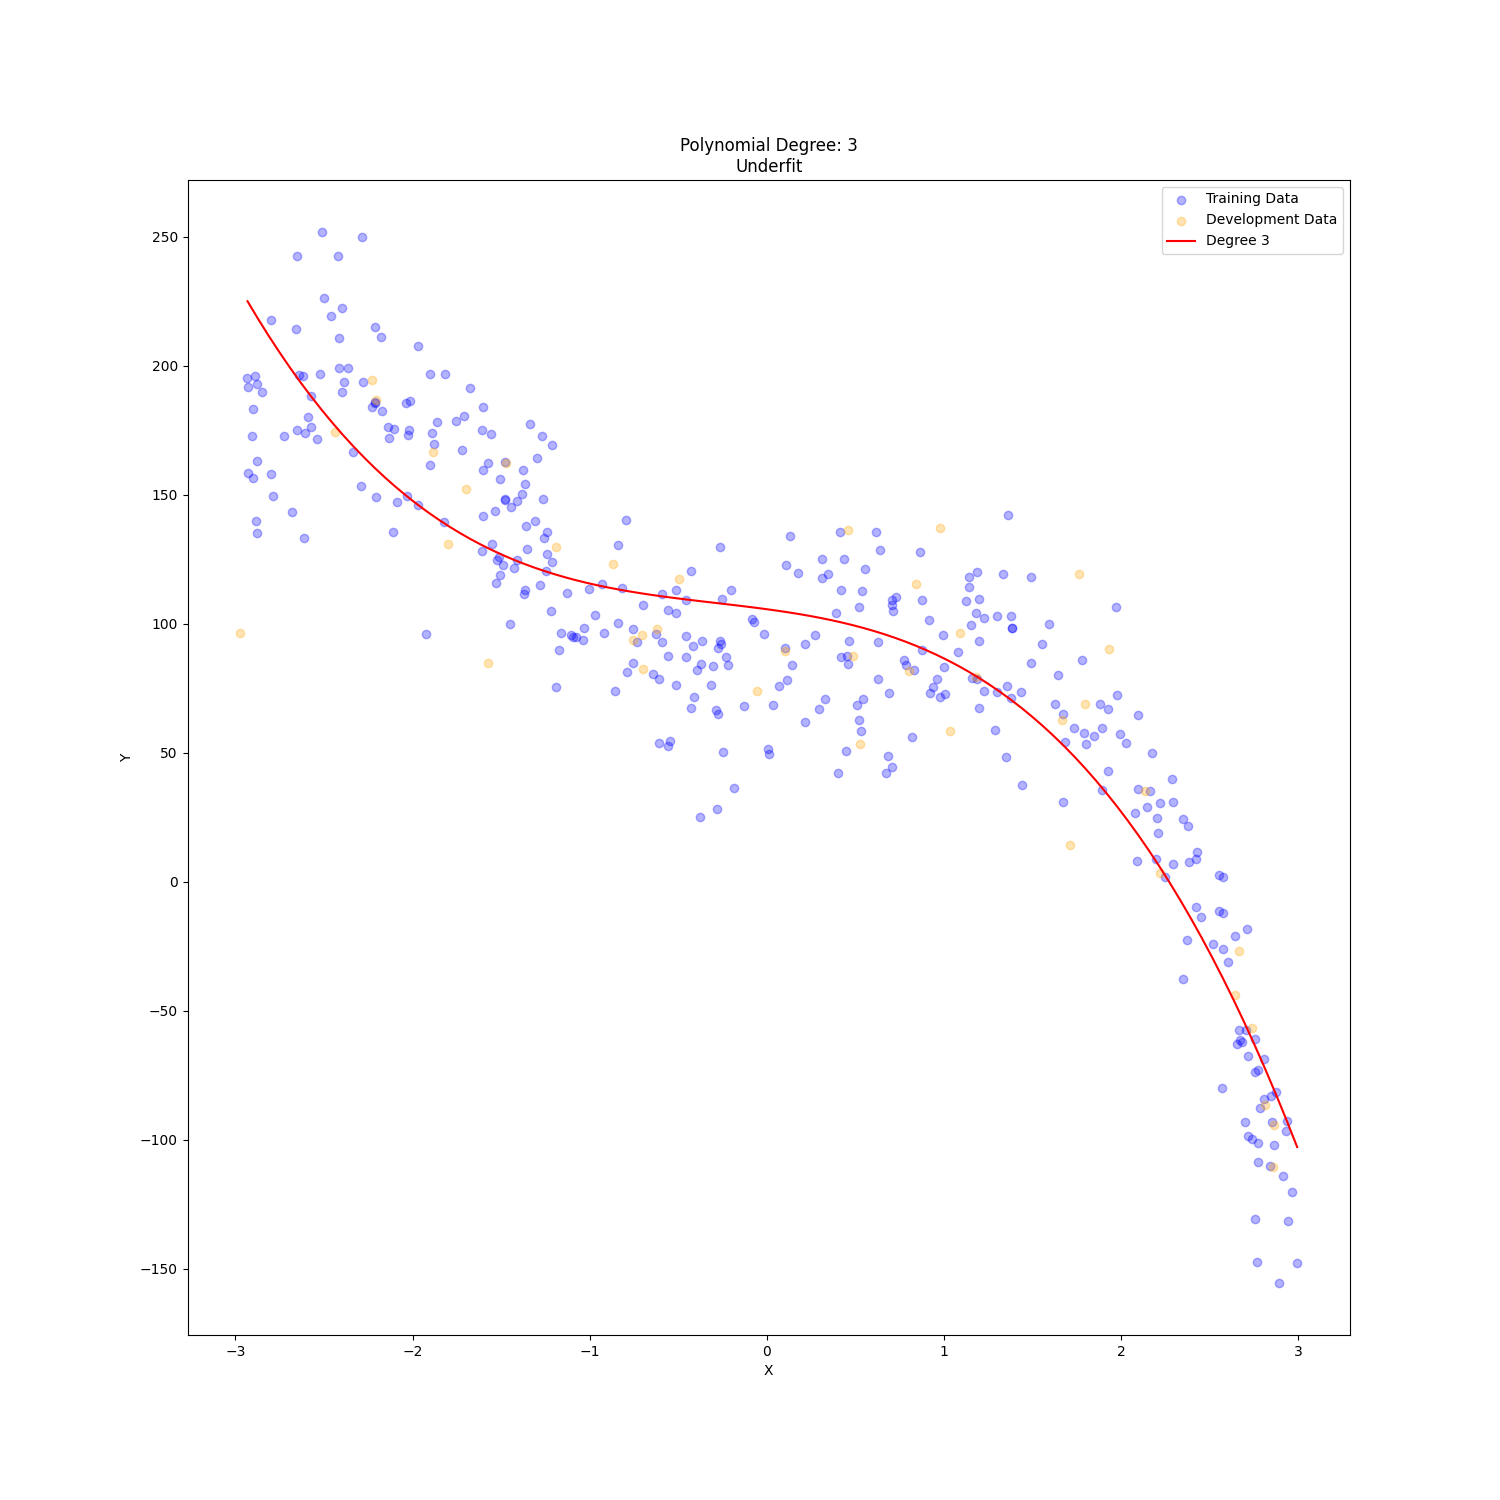 Polynomial Degree: 3
Underfit
Training Data
Development Data
Degree 3
250
200
150
100
50
0
−50
−100
−150
Y
−3
−2
−1
0
1
2
3
X